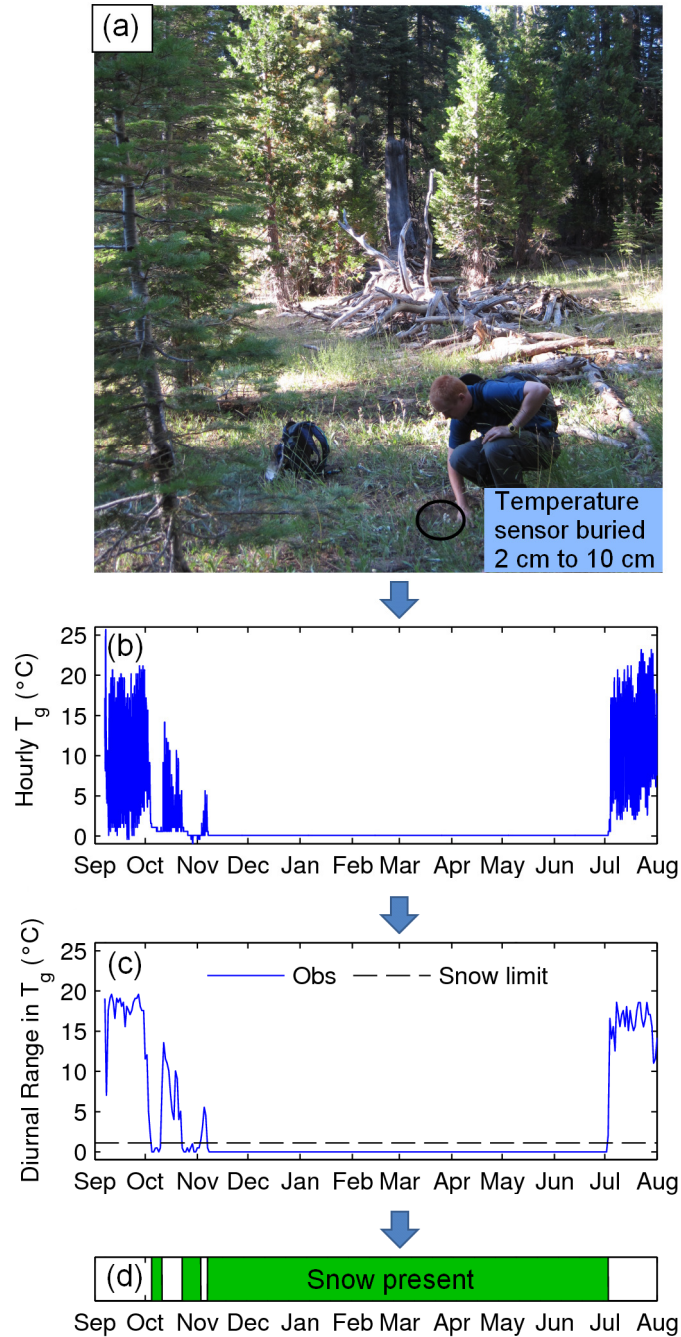 (a)
Temperature
sensor buried
2 cm to 10 cm
(b)
Hourly T_g (°C)
25
20
15
10
5
0
Sep Oct Nov Dec Jan Feb Mar Apr May Jun Jul Aug
(c)
Diurnal Range in T_g (°C)
25
20
15
10
5
0
Obs Snow limit
Sep Oct Nov Dec Jan Feb Mar Apr May Jun Jul Aug
(d)
Snow present
Sep Oct Nov Dec Jan Feb Mar Apr May Jun Jul Aug